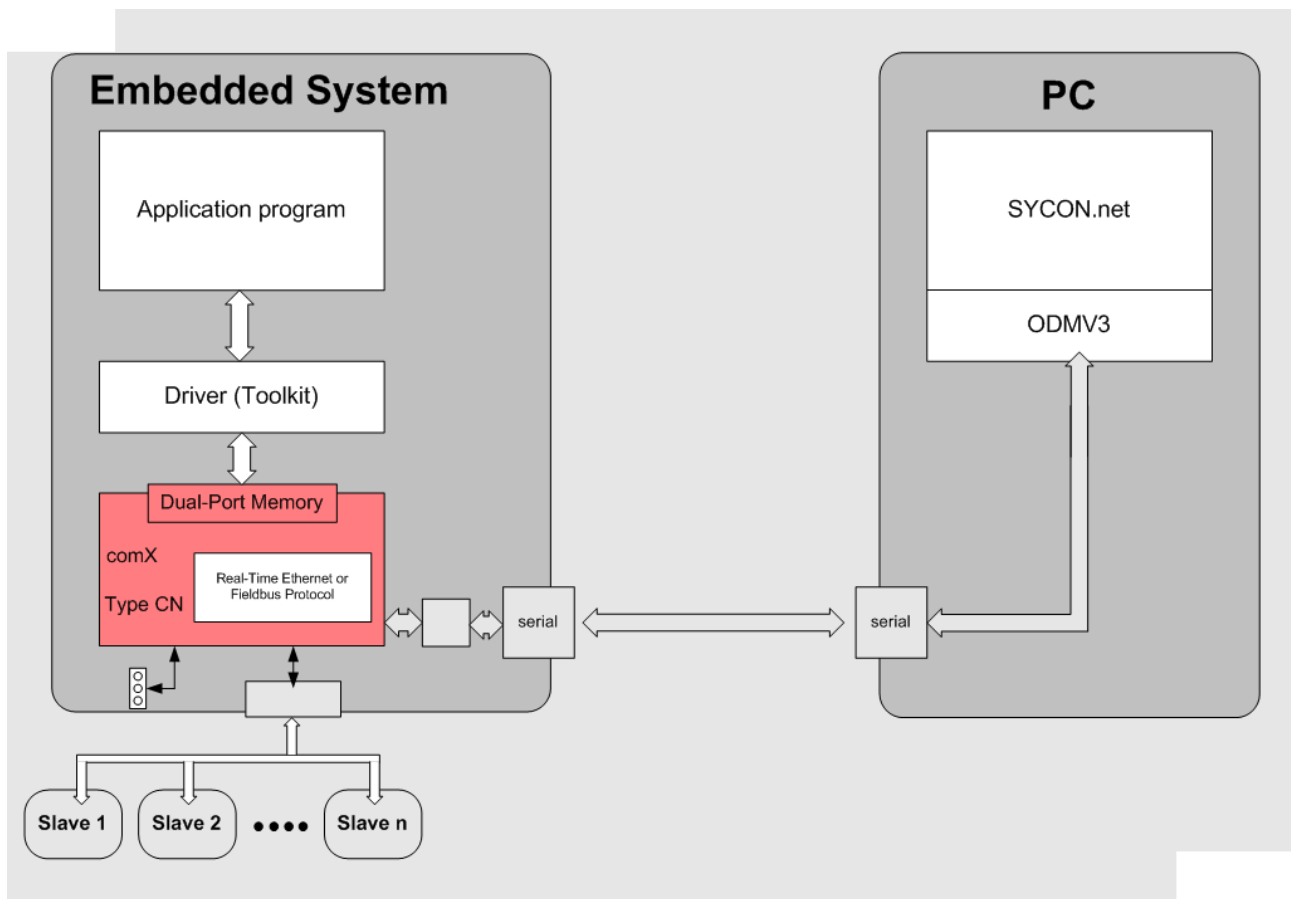 Embedded System
Application program
Driver (Toolkit)
Dual-Port Memory
comX
Type CN
Real-Time Ethernet or
Fieldbus Protocol
serial
Slave 1
Slave 2
Slave n
PC
SYCON.net
ODMV3
serial